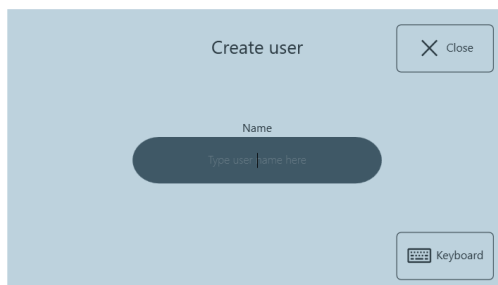 Create user
Close
Name
Type user name here
Keyboard